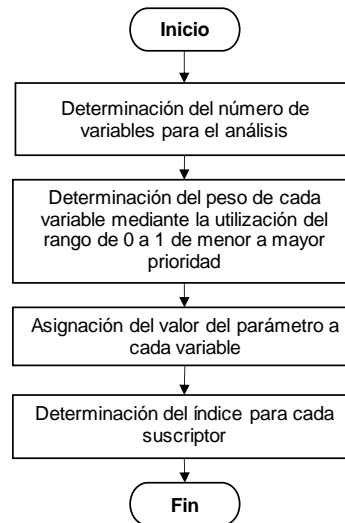 Inicio
Determinación del número de
variables para el análisis
Determinación del peso de cada
variable mediante la utilización del
rango de 0 a 1 de menor a mayor
prioridad
Asignación del valor del parámetro a
cada variable
Determinación del índice para cada
suscriptor
Fin